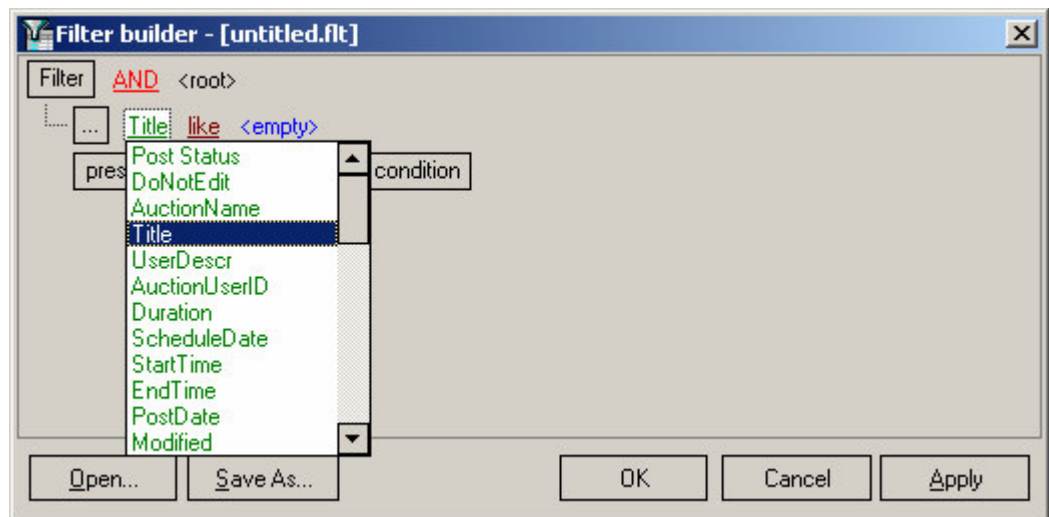 Filter builder - [untitled.flt]
Filter AND <root>
... Title like <empty>
pres condition
Post Status
DoNotEdit
AuctionName
Title
UserDescr
AuctionUserID
Duration
ScheduleDate
StartTime
EndTime
PostDate
Modified
Open... Save As... OK Cancel Apply